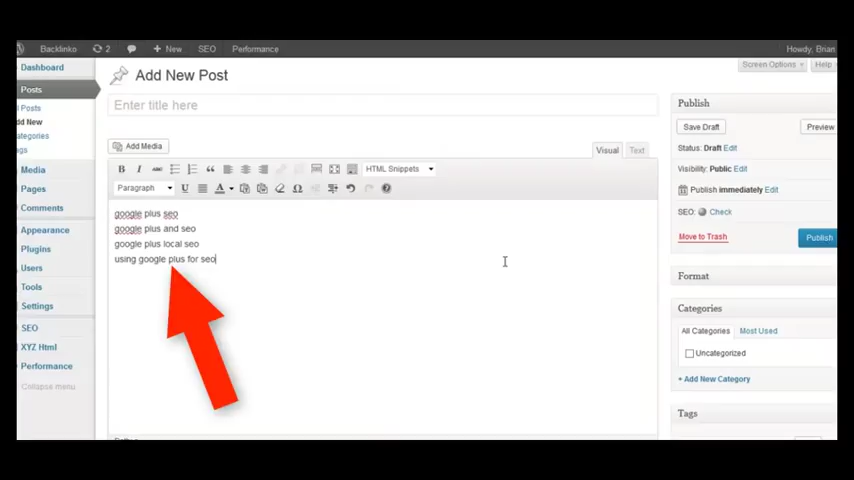 Backlinko 2 + New SEO Performance Howdy, Brian
Screen Options Help
Dashboard
Posts
Posts
Add New
Media
Pages
Comments
Appearance
Plugins
Users
Tools
Settings
SEO
XYZ Html
Performance
Collapse menu
Add New Post
Enter title here
Add Media
Visual Text
B I ABC HTML Snippets
Paragraph U A Ω
google plus seo
google plus and seo
google plus local seo
using google plus for seo
Publish
Save Draft Preview
Status: Draft Edit
Visibility: Public Edit
Publish immediately Edit
SEO: Check
Move to Trash Publish
Format
Categories
All Categories Most Used
Uncategorized
+ Add New Category
Tags